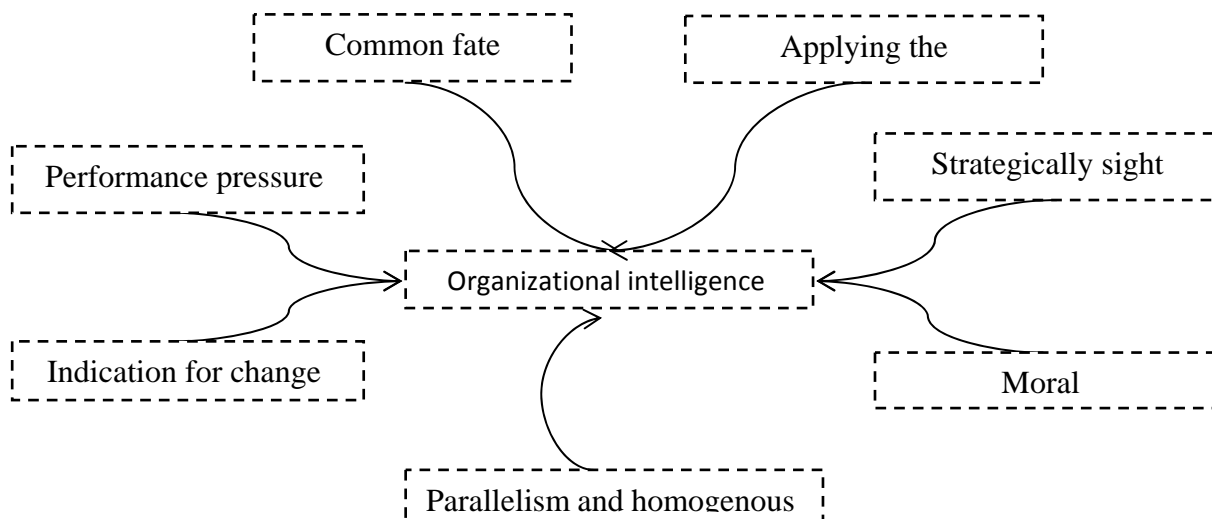 Common fate
Applying the
Performance pressure
Strategically sight
Organizational intelligence
Indication for change
Moral
Parallelism and homogenous